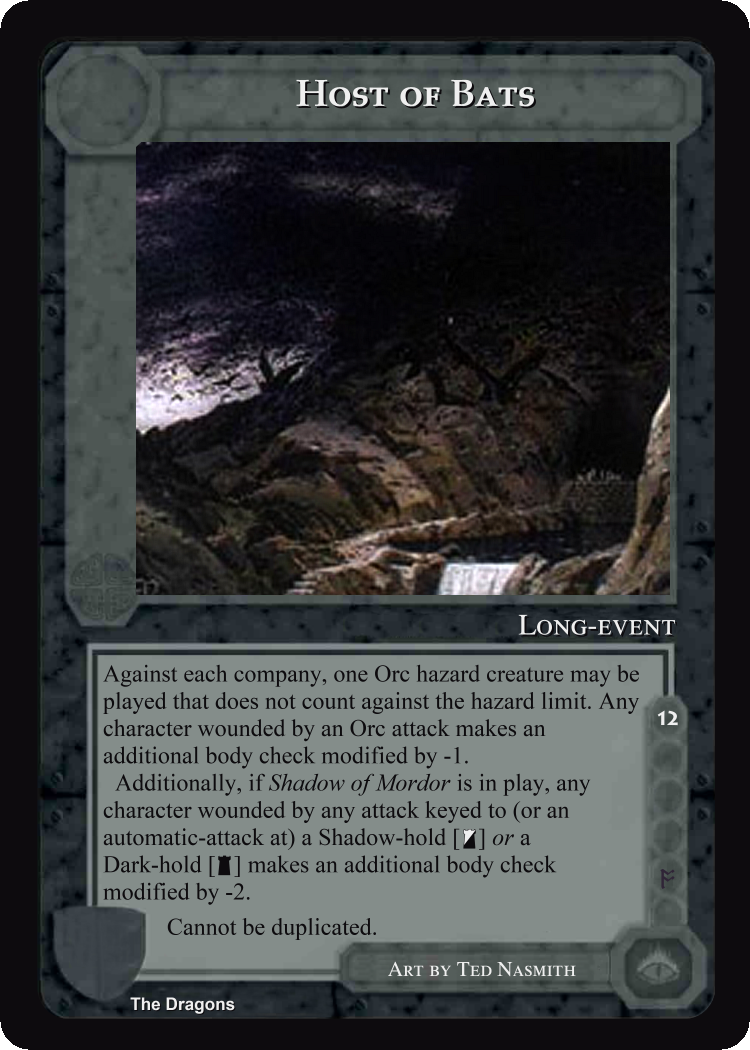 Host of Bats
Long-event
Against each company, one Orc hazard creature may be
played that does not count against the hazard limit. Any
character wounded by an Orc attack makes an
additional body check modified by -1.
Additionally, if Shadow of Mordor is in play, any
character wounded by any attack keyed to (or an
automatic-attack at) a Shadow-hold [] or a
Dark-hold [] makes an additional body check
modified by -2.
Cannot be duplicated.
12
ᚩ
Art by Ted Nasmith
The Dragons